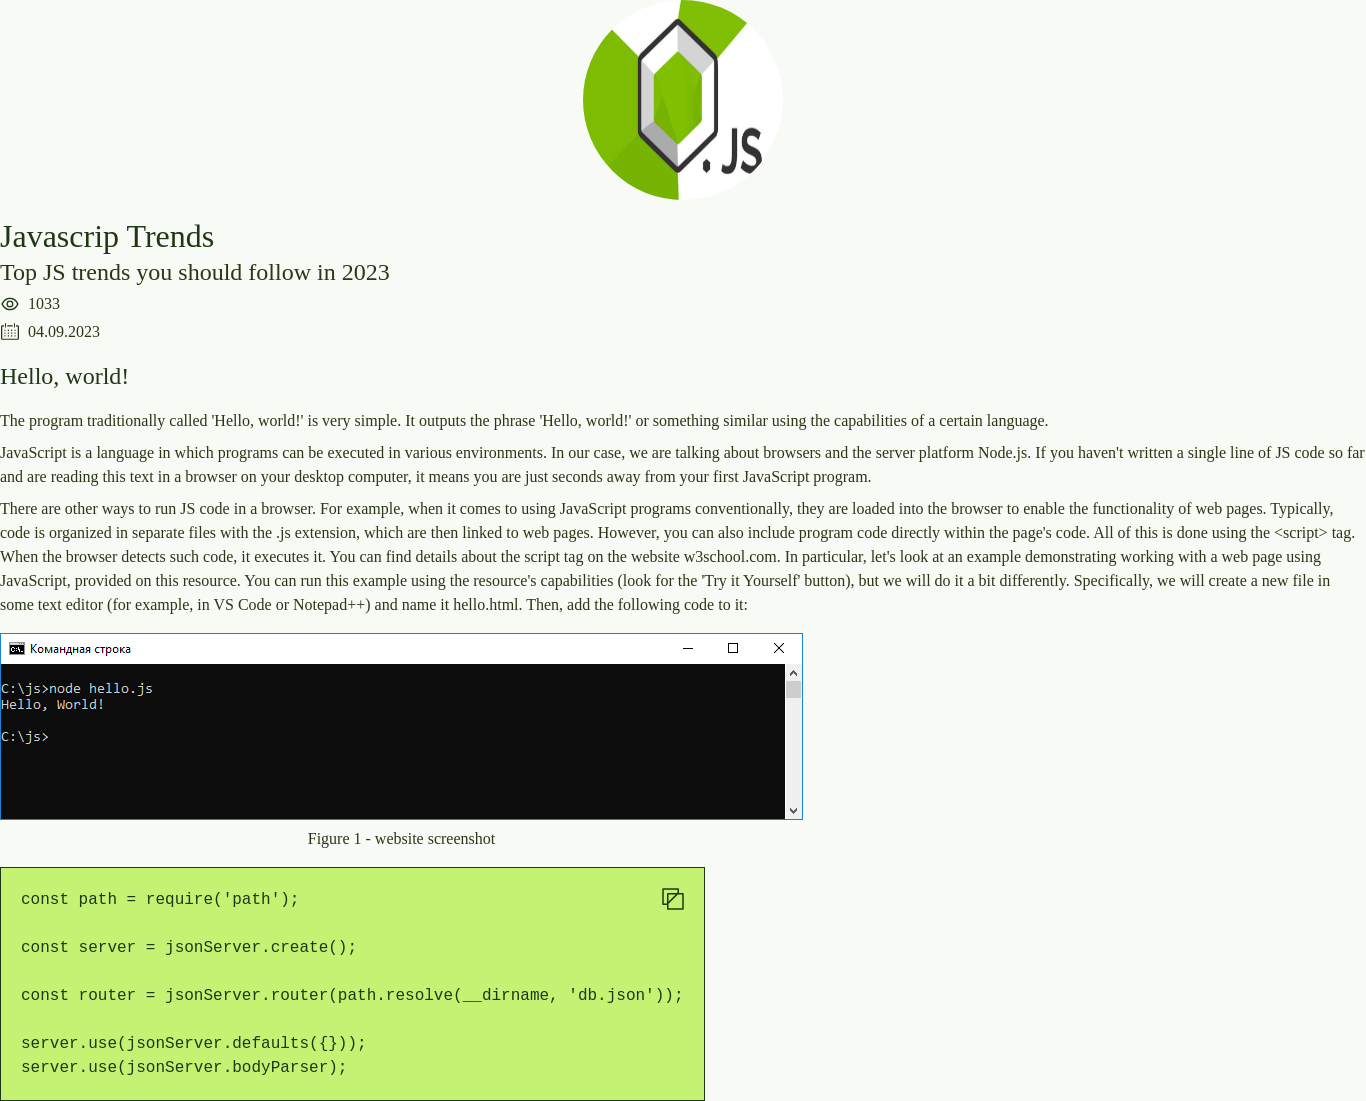 .JS
Javascrip Trends
Top JS trends you should follow in 2023
1033
04.09.2023
Hello, world!
The program traditionally called 'Hello, world!' is very simple. It outputs the phrase 'Hello, world!' or something similar using the capabilities of a certain language.
JavaScript is a language in which programs can be executed in various environments. In our case, we are talking about browsers and the server platform Node.js. If you haven't written a single line of JS code so far
and are reading this text in a browser on your desktop computer, it means you are just seconds away from your first JavaScript program.
There are other ways to run JS code in a browser. For example, when it comes to using JavaScript programs conventionally, they are loaded into the browser to enable the functionality of web pages. Typically,
code is organized in separate files with the .js extension, which are then linked to web pages. However, you can also include program code directly within the page's code. All of this is done using the <script> tag.
When the browser detects such code, it executes it. You can find details about the script tag on the website w3school.com. In particular, let's look at an example demonstrating working with a web page using
JavaScript, provided on this resource. You can run this example using the resource's capabilities (look for the 'Try it Yourself' button), but we will do it a bit differently. Specifically, we will create a new file in
some text editor (for example, in VS Code or Notepad++) and name it hello.html. Then, add the following code to it:
Командная строка
C:\js>node hello.js
Hello, World!
C:\js>
Figure 1 - website screenshot
const path = require('path');
const server = jsonServer.create();
const router = jsonServer.router(path.resolve(__dirname, 'db.json'));
server.use(jsonServer.defaults({}));
server.use(jsonServer.bodyParser);